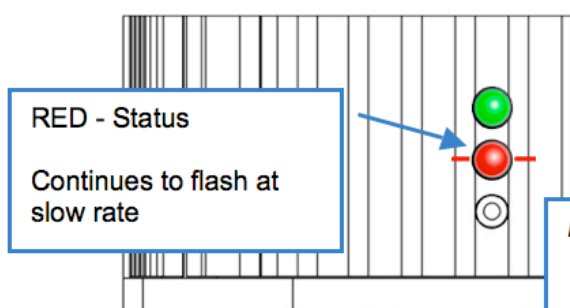 RED - Status
Continues to flash at
slow rate